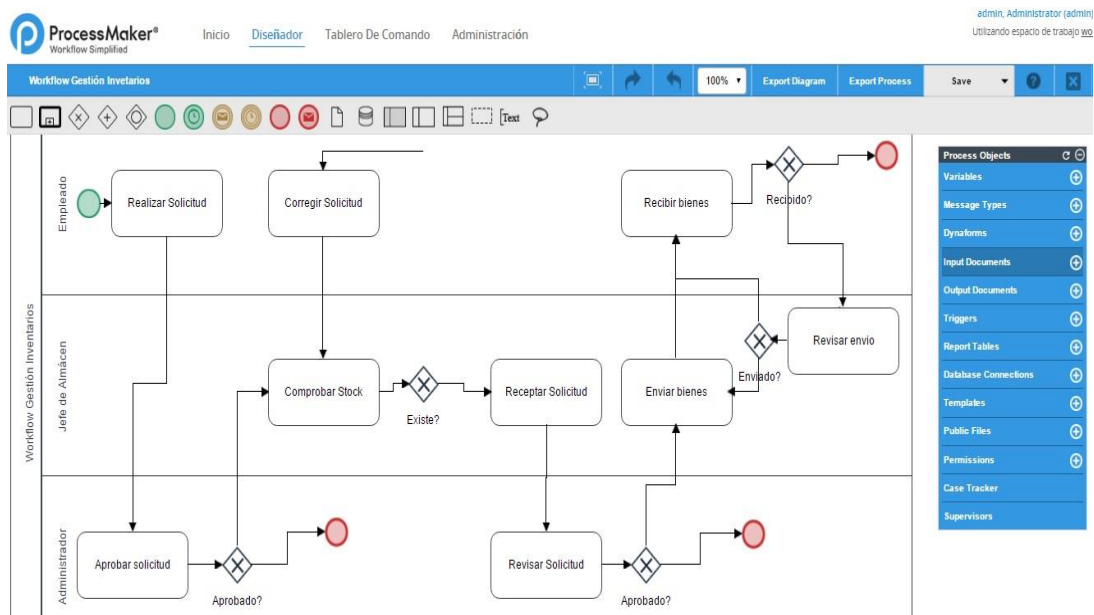 ProcessMaker®
Workflow Simplified
Inicio
Diseñador
Tablero De Comando
Administración
admin, Administrator (admin)
Utilizando espacio de trabajo wo
Workflow Gestión Invetarios
100%
Export Diagram
Export Process
Save
?
Text
Workflow Gestión Inventarios
Empleado
Realizar Solicitud
Corregir Solicitud
Recibir bienes
Recibido?
Jefe de Almácen
Comprobar Stock
Existe?
Receptar Solicitud
Enviar bienes
Enviado?
Revisar envio
Administrador
Aprobar solicitud
Aprobado?
Revisar Solicitud
Aprobado?
Process Objects
Variables
Message Types
Dynaforms
Input Documents
Output Documents
Triggers
Report Tables
Database Connections
Templates
Public Files
Permissions
Case Tracker
Supervisors